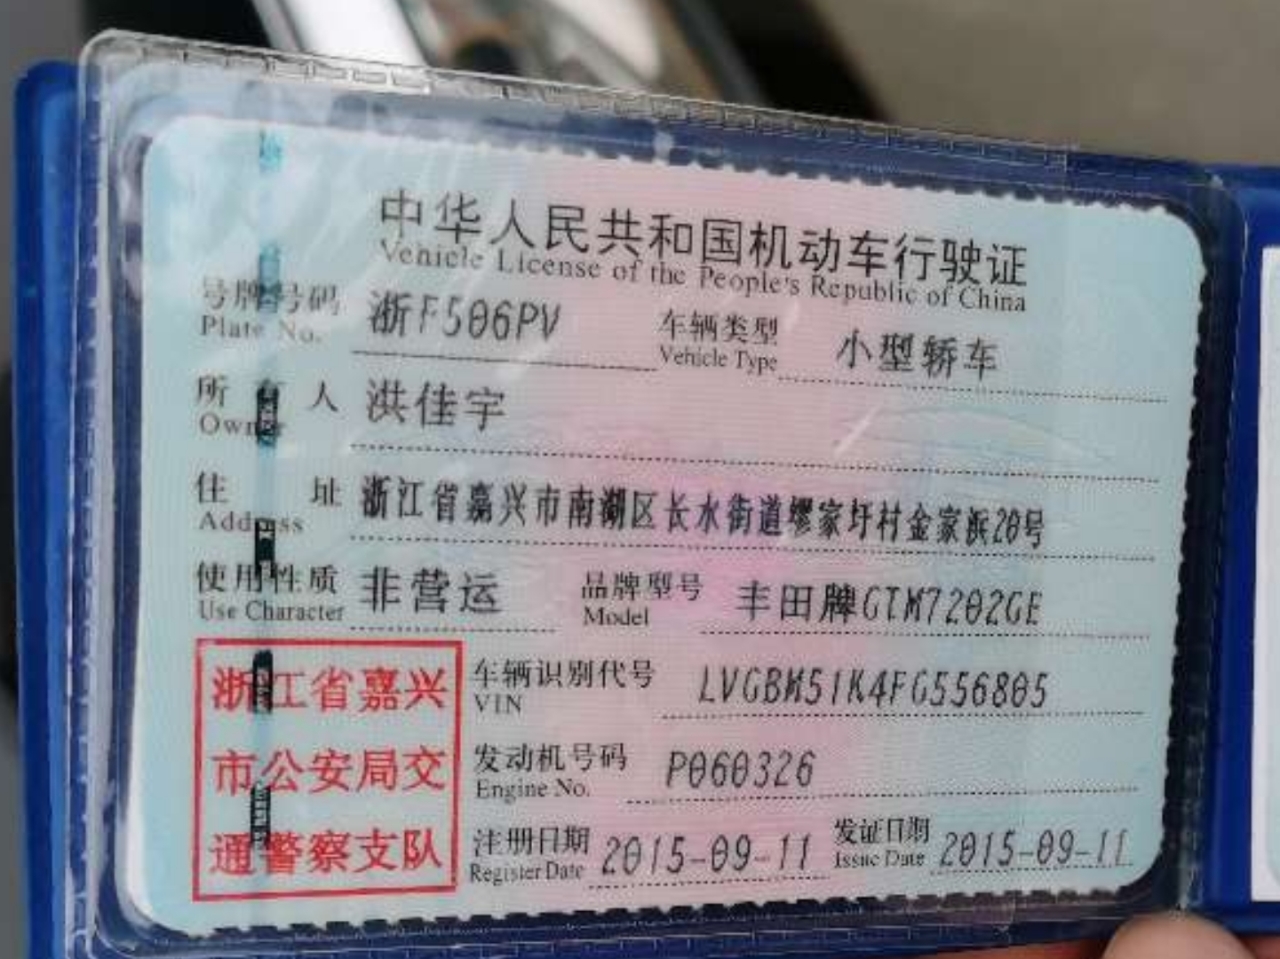 中华人民共和国机动车行驶证
Vehicle License of the People's Republic of China
号牌号码 浙F506PV 车辆类型 小型轿车
Plate No. Vehicle Type
所有人 洪佳宇
Owner
住址 浙江省嘉兴市南湖区长水街道缪家圩村金家浜20号
Address
使用性质 非营运 品牌型号 丰田牌GTM7202GE
Use Character Model
浙江省嘉兴
市公安局交
通警察支队
车辆识别代号 LVGBM51K4FG556805
VIN
发动机号码 P060326
Engine No.
注册日期 2015-09-11 发证日期 2015-09-11
Register Date Issue Date